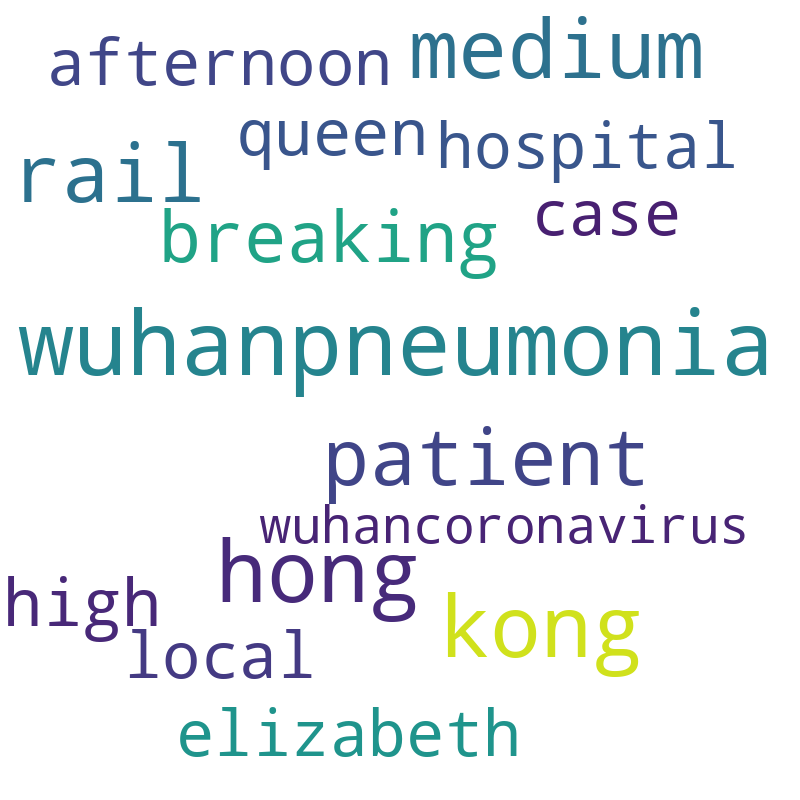 afternoon medium
queen hospital
rail
case
breaking
wuhanpneumonia
patient
wuhancoronavirus
hong
high
kong
local
elizabeth